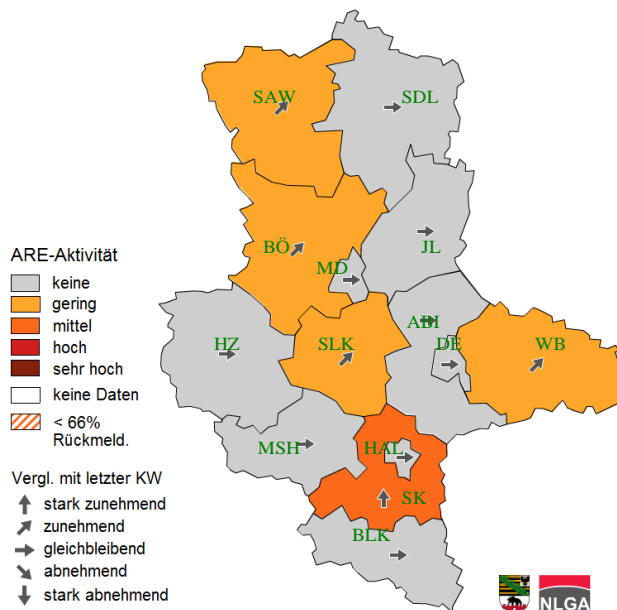 SAW
SDL
BÖ
JL
MD
ARE-Aktivität
keine
gering
mittel
hoch
sehr hoch
keine Daten
< 66%
Rückmeld.
ABI
HZ
SLK
DE
WB
MSH
HAL
SK
BLK
Vergl. mit letzter KW
stark zunehmend
zunehmend
gleichbleibend
abnehmend
stark abnehmend
NLGA